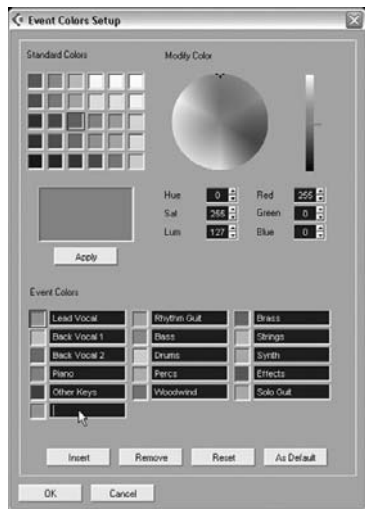 Event Colors Setup
Standard Colors
Modify Color
Hue 0 Red 255
Sat 255 Green 0
Lum 127 Blue 0
Apply
Event Colors
Lead Vocal Rhythm Guit Brass
Back Vocal 1 Bass Strings
Back Vocal 2 Drums Synth
Piano Percs Effects
Other Keys Woodwind Solo Guit
Insert Remove Reset As Default
OK Cancel